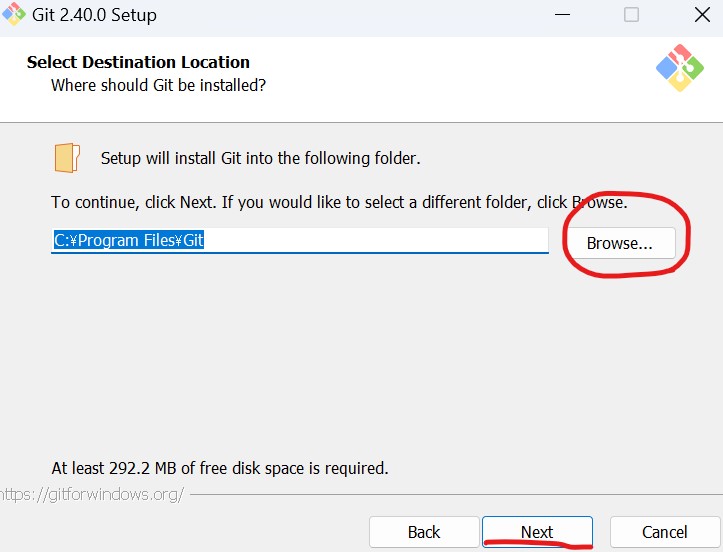 Git 2.40.0 Setup
Select Destination Location
Where should Git be installed?
Setup will install Git into the following folder.
To continue, click Next. If you would like to select a different folder, click Browse.
C:¥Program Files¥Git
Browse...
At least 292.2 MB of free disk space is required.
https://gitforwindows.org/
Back
Next
Cancel